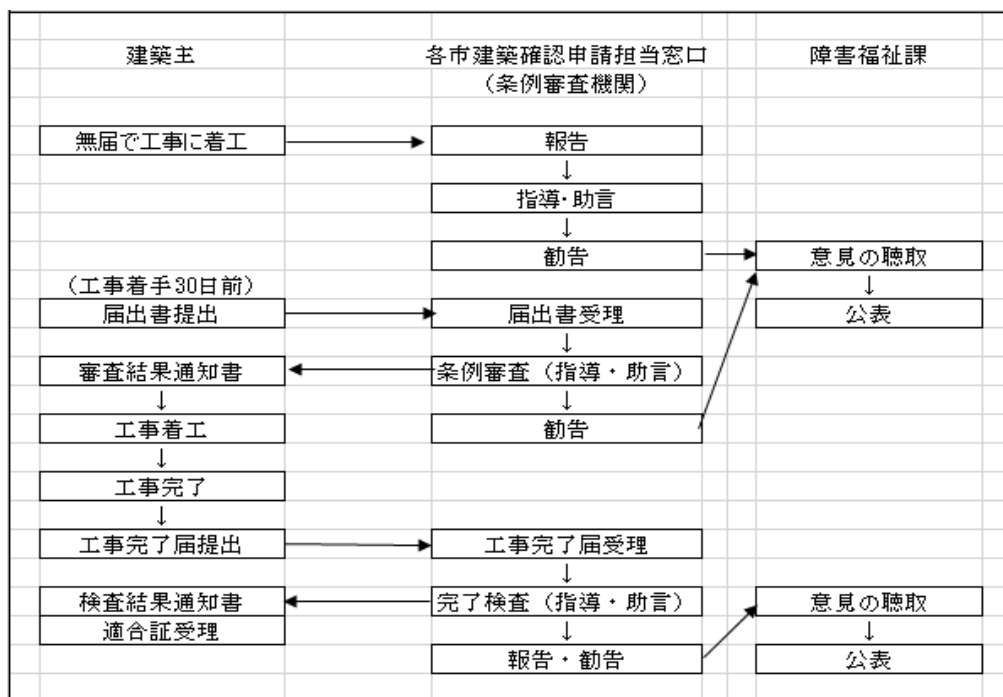 建築主 各市建築確認申請担当窓口 障害福祉課
（条例審査機関）
無届で工事に着工 報告
↓
指導・助言
↓
勧告 意見の聴取
（工事着手30日前） ↓
届出書提出 届出書受理 公表
↓
審査結果通知書 条例審査（指導・助言）
↓ ↓
工事着工 勧告
↓
工事完了
↓
工事完了届提出 工事完了届受理
↓
検査結果通知書 完了検査（指導・助言） 意見の聴取
適合証受理 ↓ ↓
報告・勧告 公表